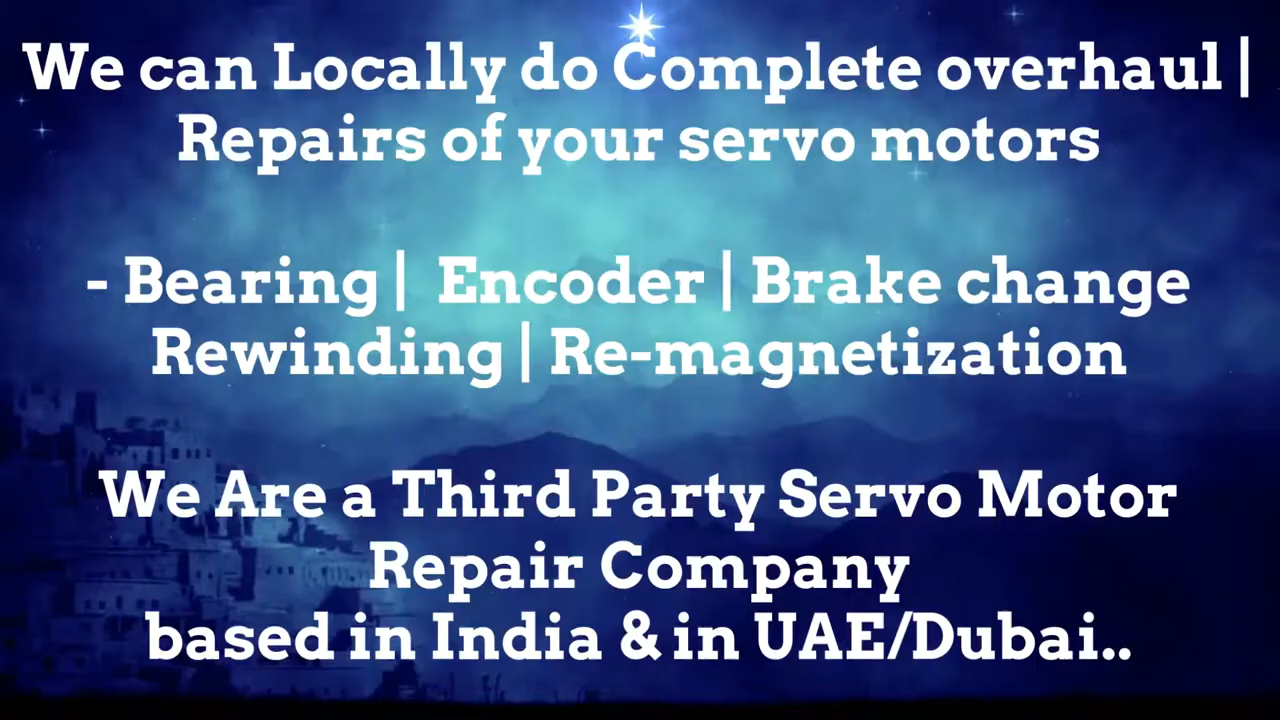 We can Locally do Complete overhaul |
Repairs of your servo motors
- Bearing | Encoder | Brake change
Rewinding | Re-magnetization
We Are a Third Party Servo Motor
Repair Company
based in India & in UAE/Dubai..